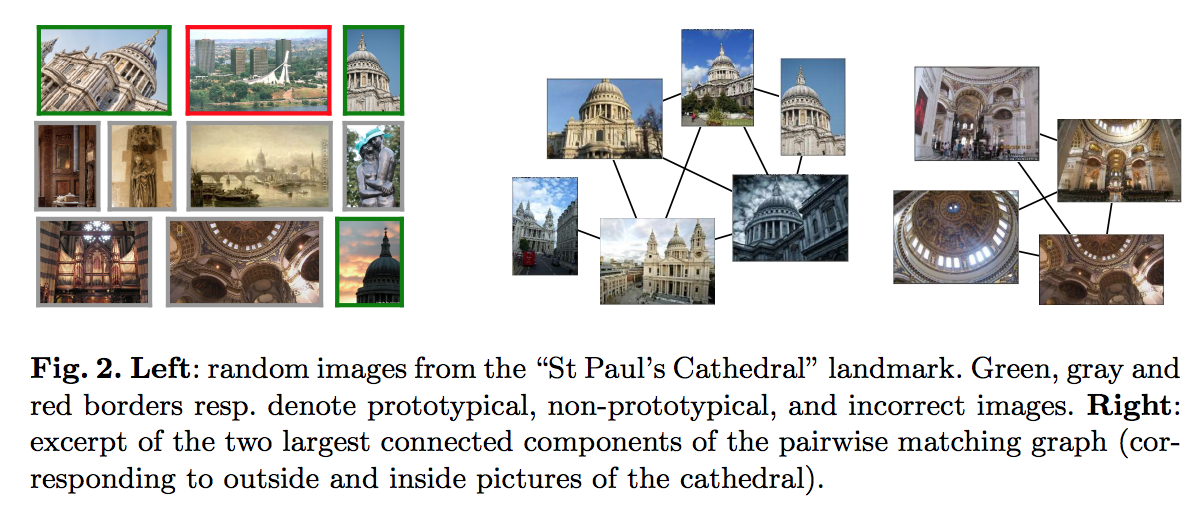 Fig. 2. Left: random images from the “St Paul’s Cathedral” landmark. Green, gray and
red borders resp. denote prototypical, non-prototypical, and incorrect images. Right:
excerpt of the two largest connected components of the pairwise matching graph (cor-
responding to outside and inside pictures of the cathedral).